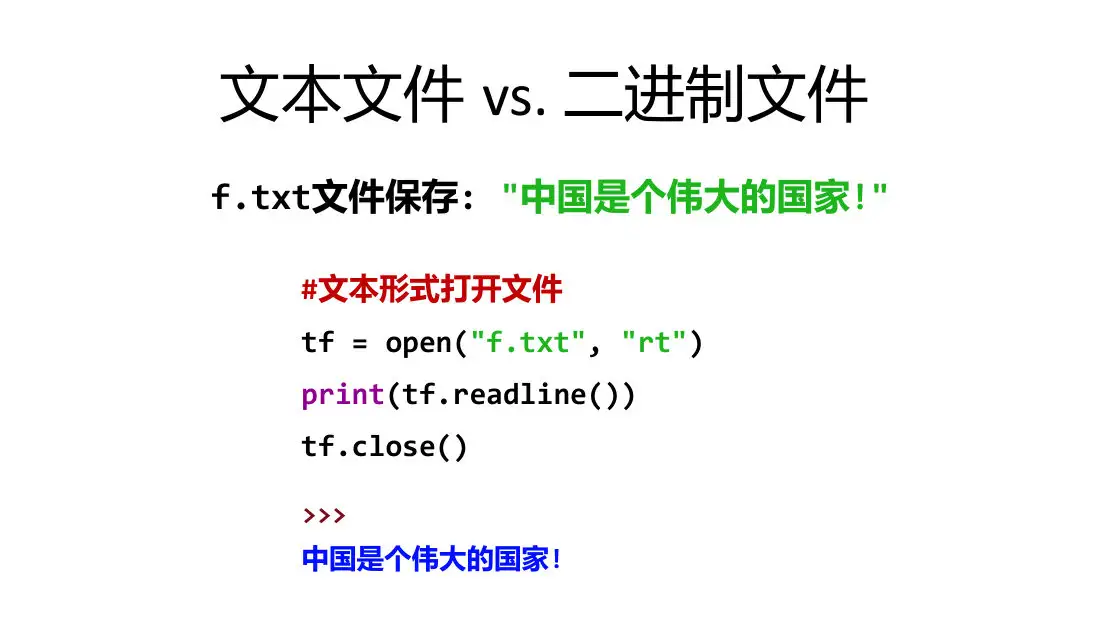 文本文件 vs. 二进制文件
f.txt文件保存: "中国是个伟大的国家!"
#文本形式打开文件
tf = open("f.txt", "rt")
print(tf.readline())
tf.close()
>>>
中国是个伟大的国家!